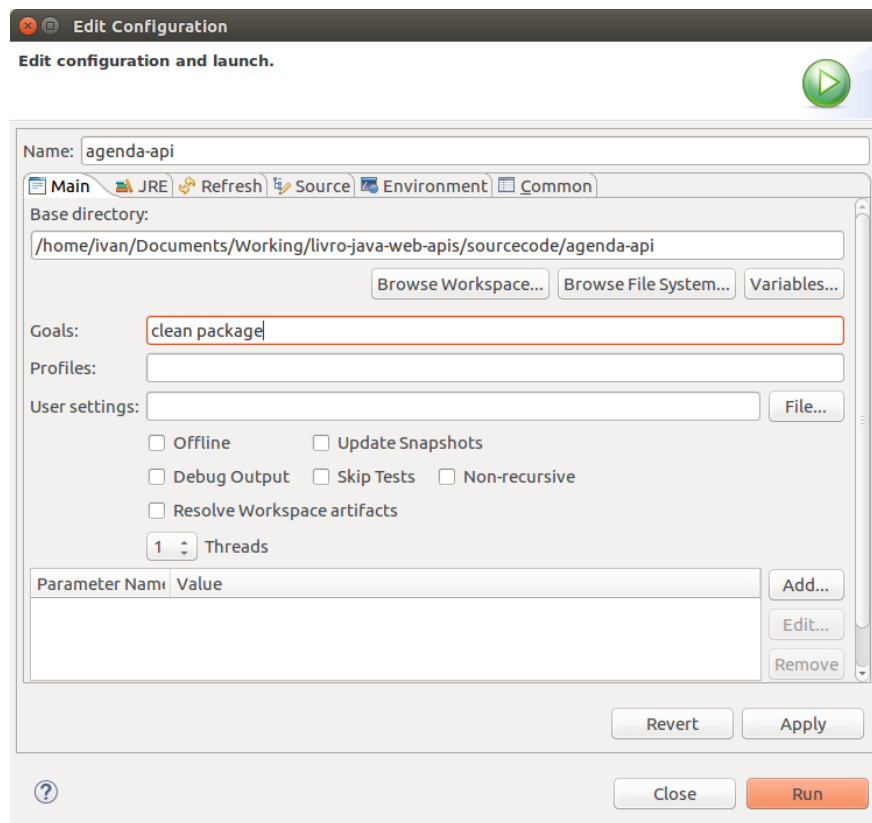 Edit Configuration
Edit configuration and launch.
Name: agenda-api
Main JRE Refresh Source Environment Common
Base directory:
/home/ivan/Documents/Working/livro-java-web-apis/sourcecode/agenda-api
Browse Workspace... Browse File System... Variables...
Goals: clean package
Profiles:
User settings: File...
Offline Update Snapshots
Debug Output Skip Tests Non-recursive
Resolve Workspace artifacts
1 Threads
Parameter Nam Value Add...
Edit...
Remove
Revert Apply
? Close Run